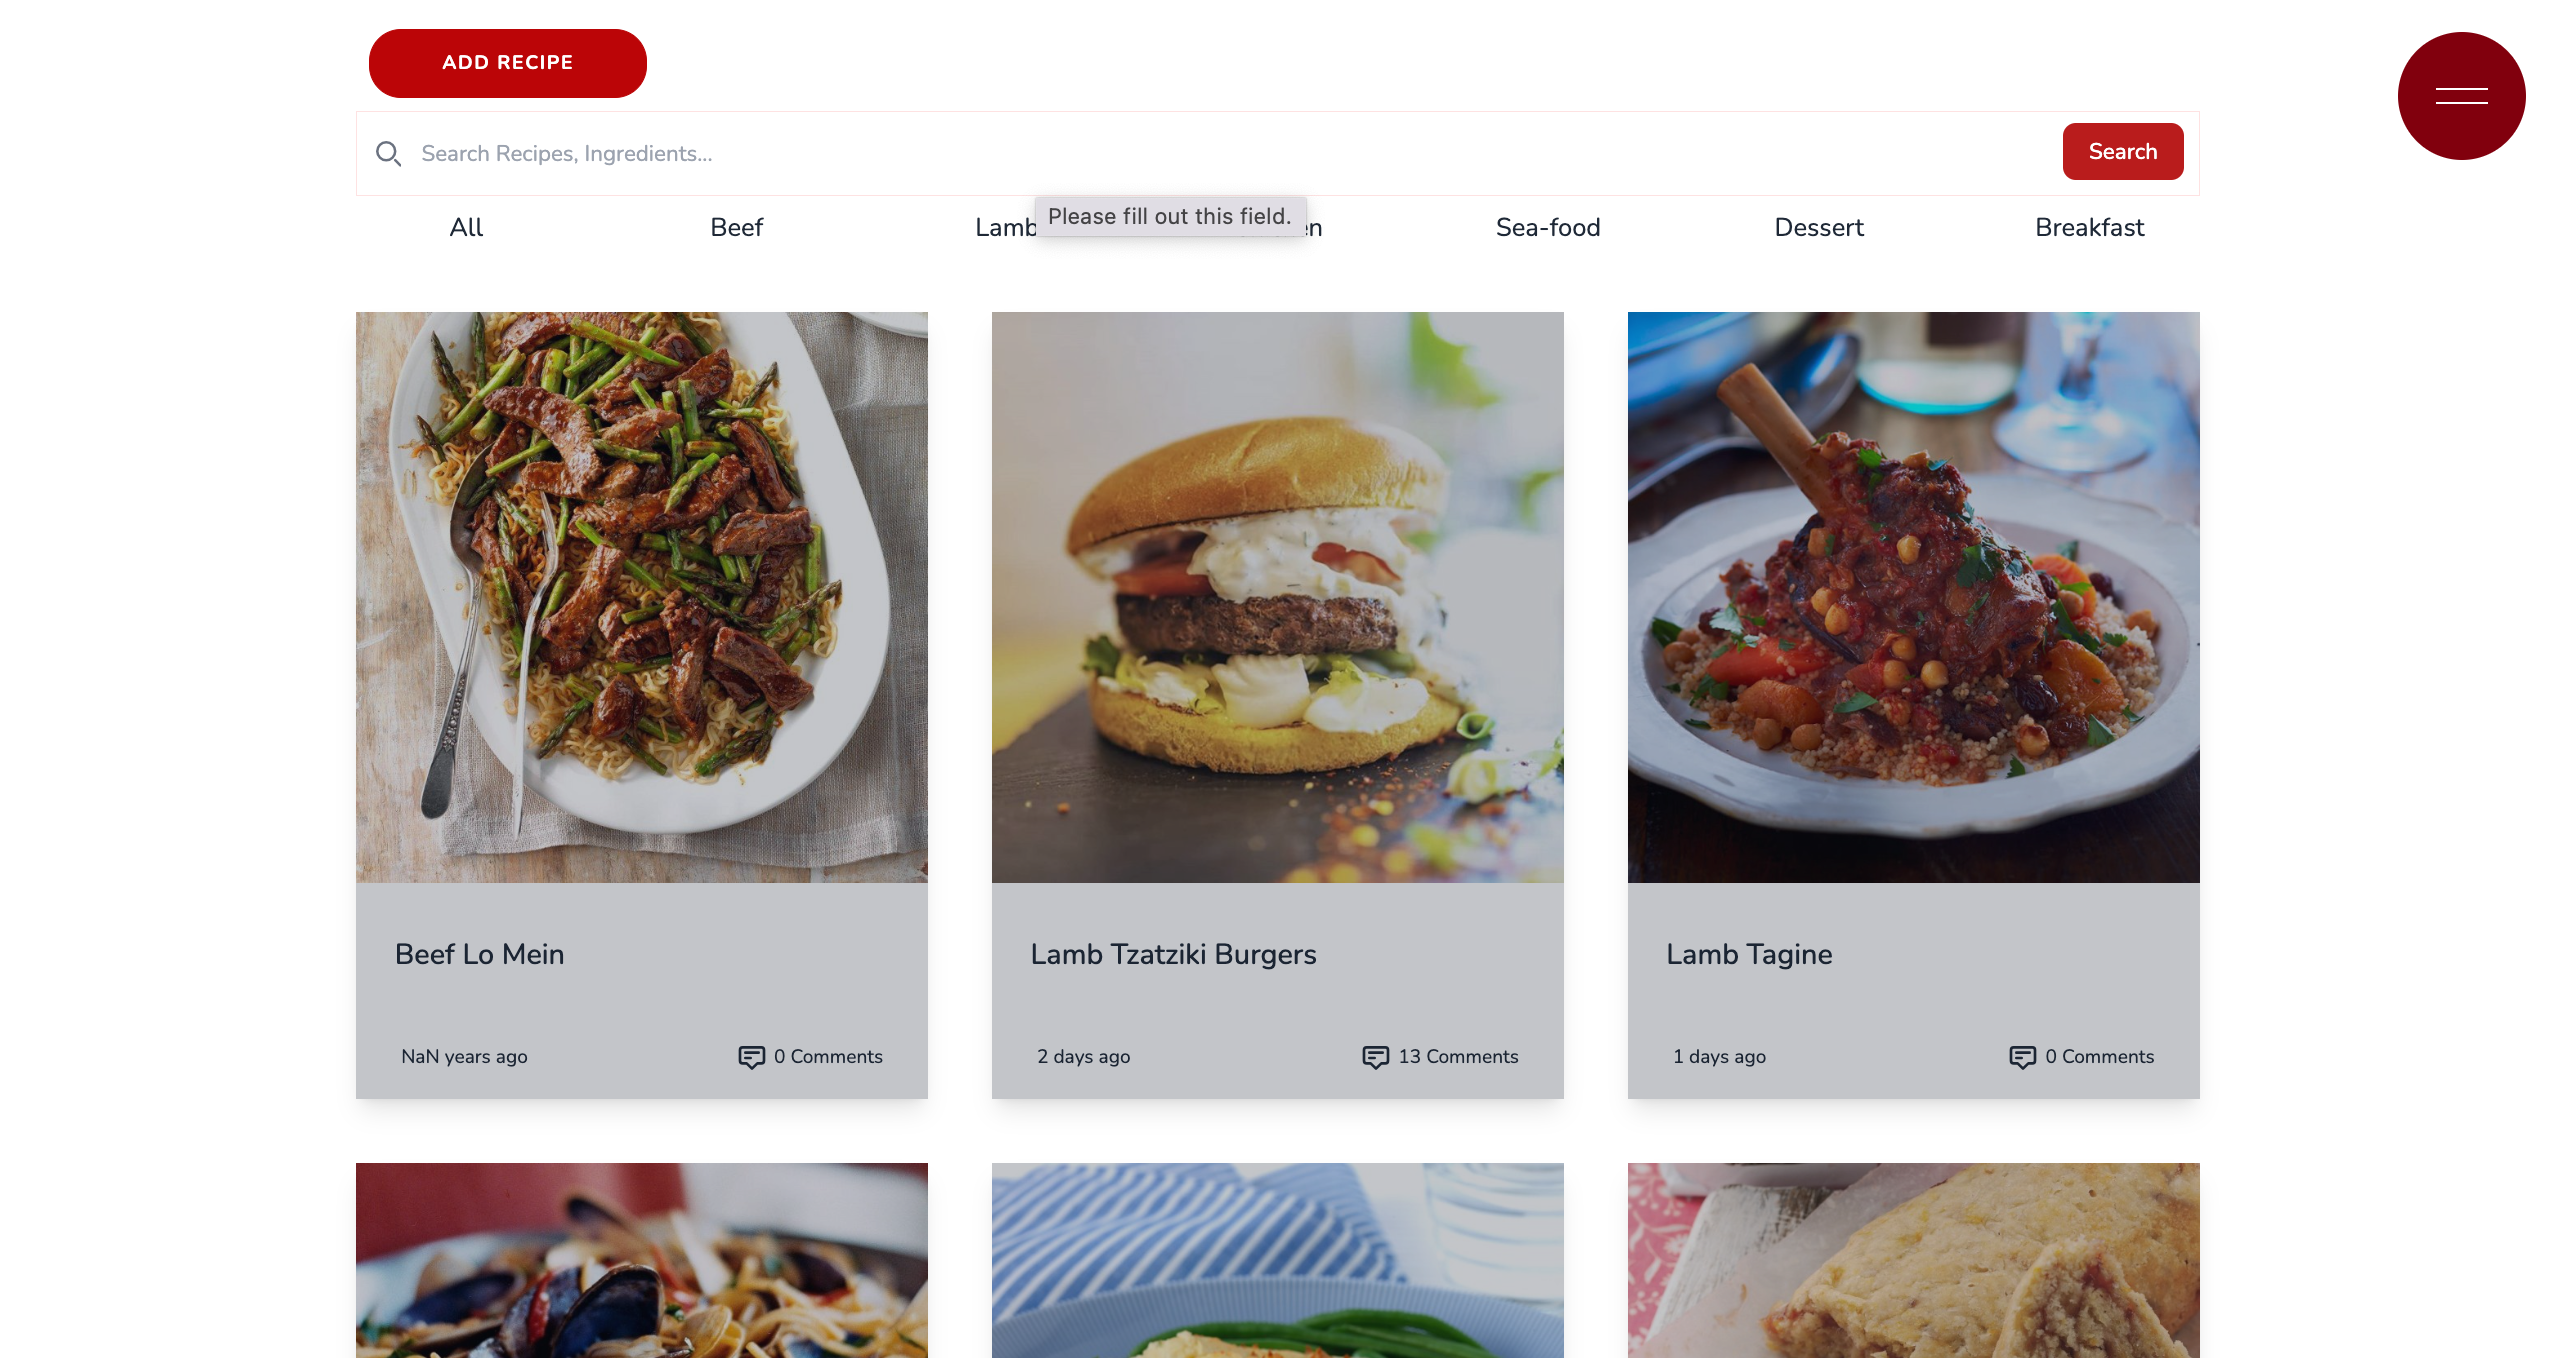 ADD RECIPE
Search Recipes, Ingredients...
Search
Please fill out this field.
All Beef Lamb Sea-food Dessert Breakfast
Beef Lo Mein
Lamb Tzatziki Burgers
Lamb Tagine
NaN years ago 0 Comments
2 days ago 13 Comments
1 days ago 0 Comments